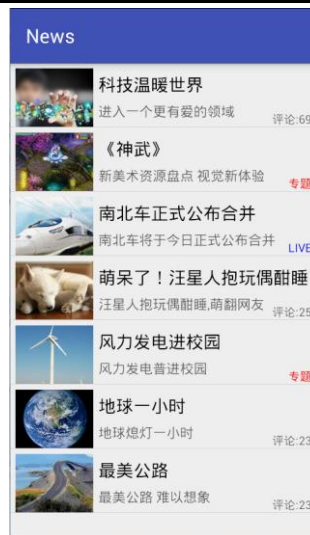 News
科技温暖世界
进入一个更有爱的领域
评论:69
《神武》
新美术资源盘点 视觉新体验
专题
南北车正式公布合并
南北车将于今日正式公布合并
LIVE
萌呆了！汪星人抱玩偶酣睡
汪星人抱玩偶酣睡,萌翻网友
评论:25
风力发电进校园
风力发电普进校园
专题
地球一小时
地球熄灯一小时
评论:23
最美公路
最美公路 难以想象
评论:23